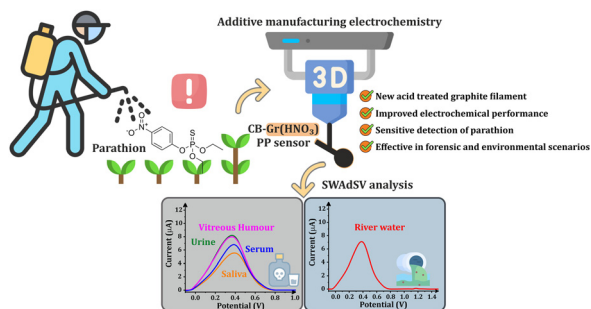 Additive manufacturing electrochemistry
3D
New acid treated graphite filament
Improved electrochemical performance
Sensitive detection of parathion
Effective in forensic and environmental scenarios
CB-Gr(HNO₃)
PP sensor
!
O⁻
N⁺
O
S
P
O
O
O
Parathion
SWAdSV analysis
Current (µA)
12
10
8
6
4
2
0
Vitreous Humour
Urine
Serum
Saliva
0.0 0.2 0.4 0.6 0.8 1.0
Potential (V)
Current (µA)
12
10
8
6
4
2
0
River water
0.0 0.2 0.4 0.6 0.8 1.0 1.2 1.4
Potential (V)